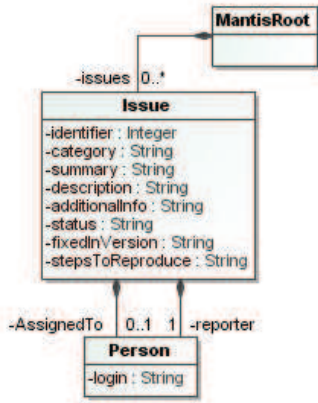 MantisRoot
-issues 0..*
Issue
-identifier : Integer
-category : String
-summary : String
-description : String
-additionalInfo : String
-status : String
-fixedInVersion : String
-stepsToReproduce : String
-AssignedTo 0..1 1 -reporter
Person
-login : String